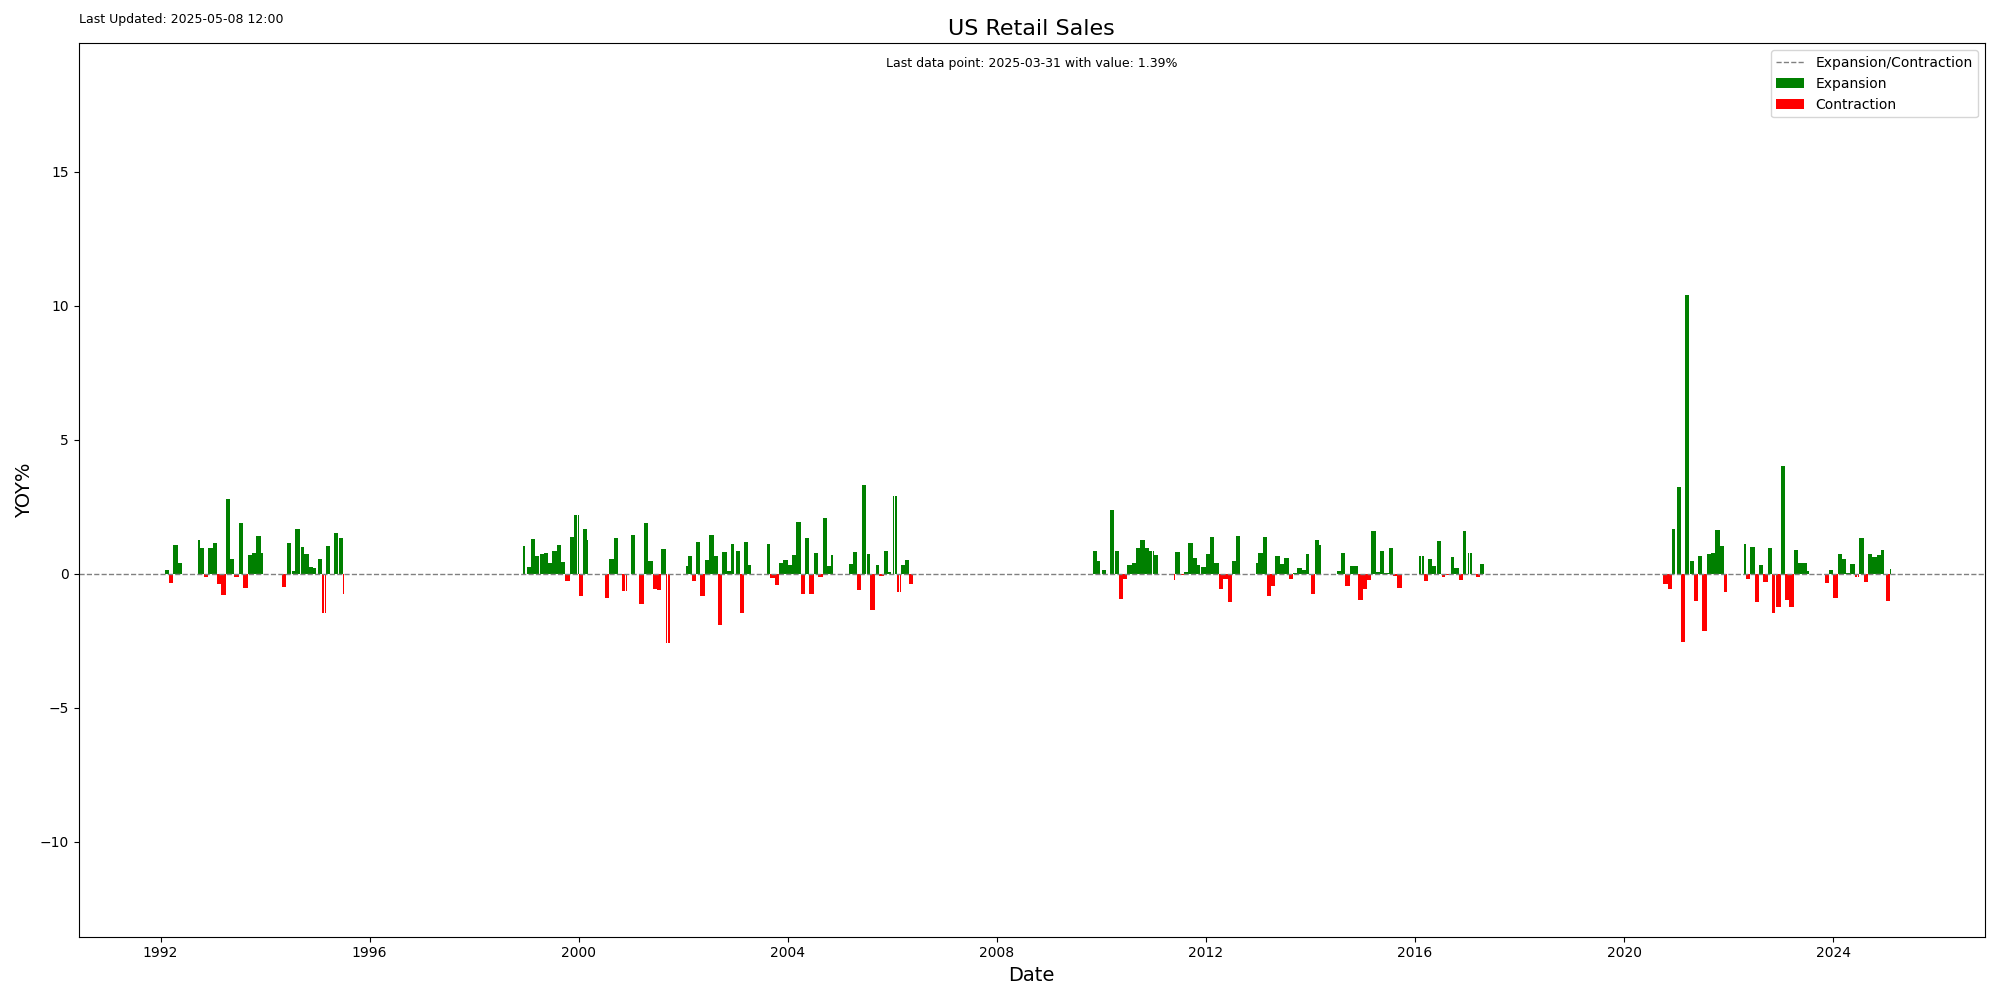 Last Updated: 2025-05-08 12:00
US Retail Sales
Last data point: 2025-03-31 with value: 1.39%
Expansion/Contraction
Expansion
Contraction
YOY%
15
10
5
0
−5
−10
1992 1996 2000 2004 2008 2012 2016 2020 2024
Date